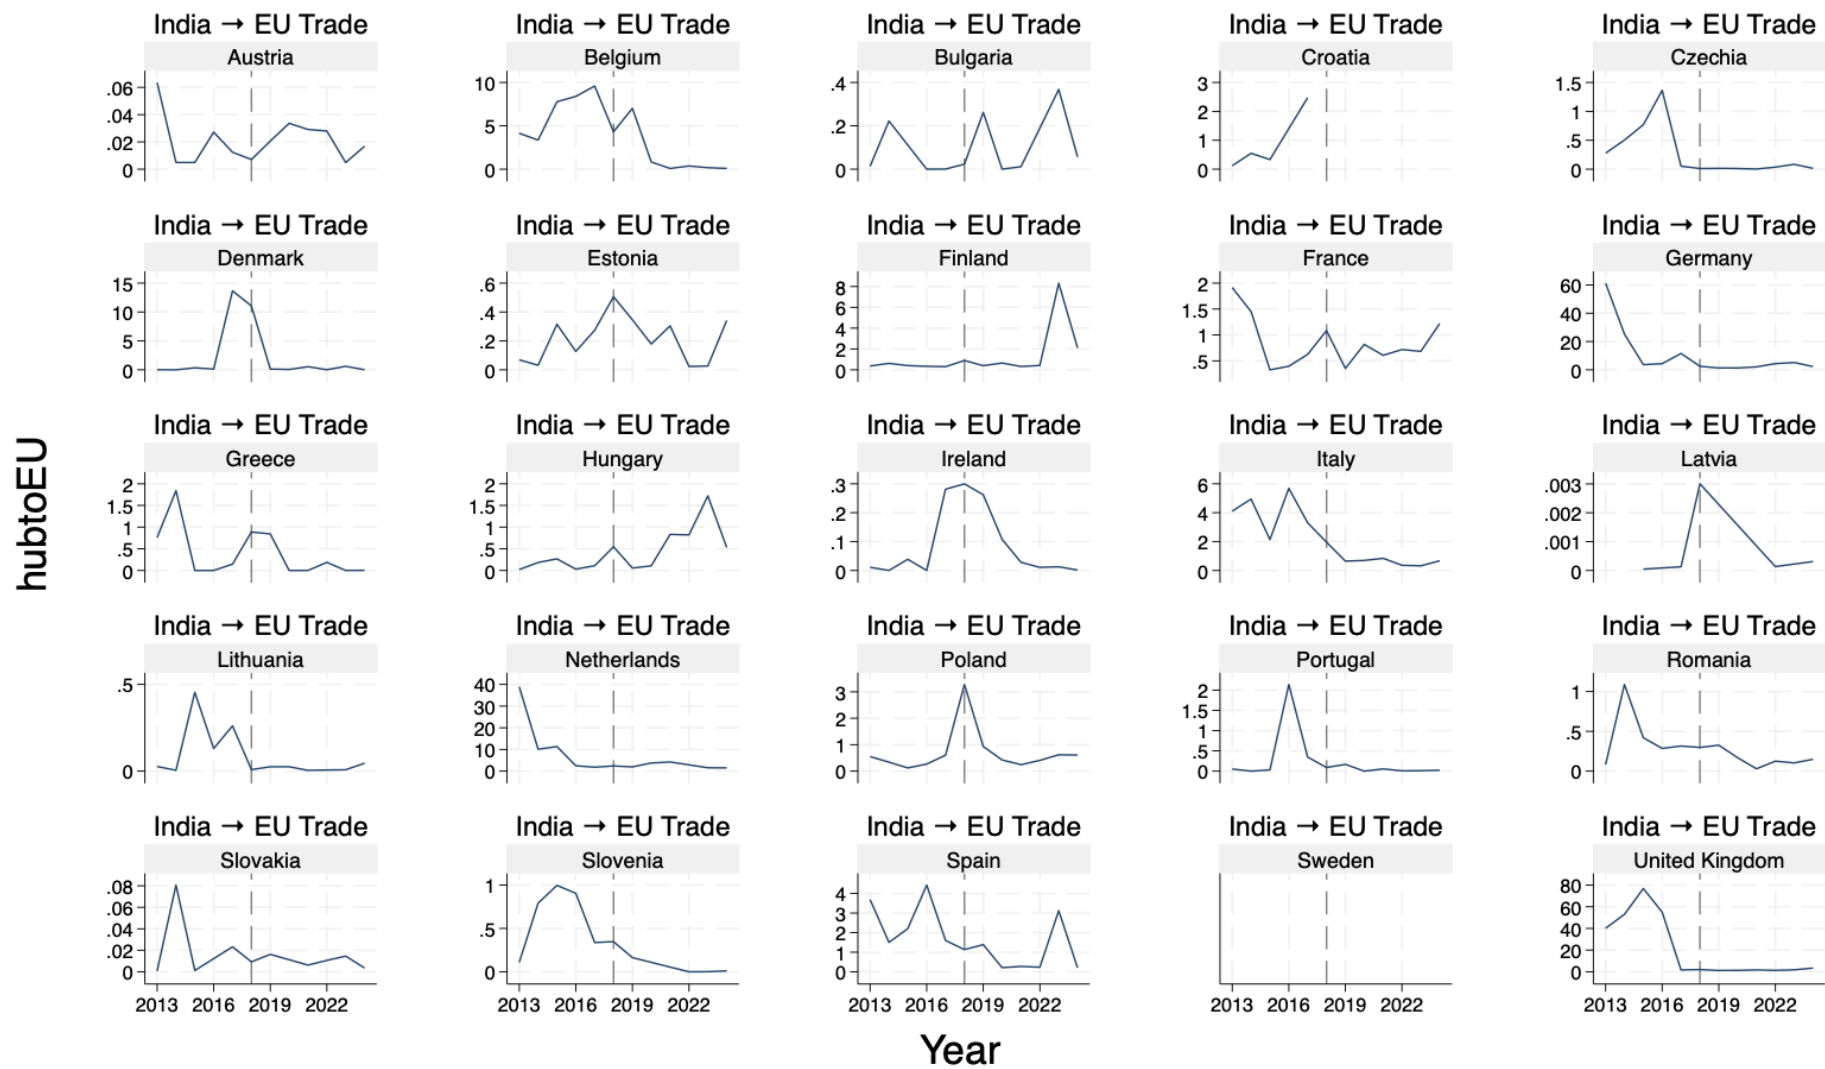 India → EU Trade India → EU Trade India → EU Trade India → EU Trade India → EU Trade
Austria Belgium Bulgaria Croatia Czechia
.06 .04 .02 0
10 5 0
.4 .2 0
3 2 1 0
1.5 1 .5 0
India → EU Trade India → EU Trade India → EU Trade India → EU Trade India → EU Trade
Denmark Estonia Finland France Germany
15 10 5 0
.6 .4 .2 0
8 6 4 2 0
2 1.5 1 .5
60 40 20 0
hubtoEU
India → EU Trade India → EU Trade India → EU Trade India → EU Trade India → EU Trade
Greece Hungary Ireland Italy Latvia
2 1.5 1 .5 0
2 1.5 1 .5 0
.3 .2 .1 0
6 4 2 0
.003 .002 .001 0
India → EU Trade India → EU Trade India → EU Trade India → EU Trade India → EU Trade
Lithuania Netherlands Poland Portugal Romania
.5 0
40 30 20 10 0
3 2 1 0
2 1.5 1 .5 0
1 .5 0
India → EU Trade India → EU Trade India → EU Trade India → EU Trade India → EU Trade
Slovakia Slovenia Spain Sweden United Kingdom
.08 .06 .04 .02 0
1 .5 0
4 3 2 1 0
80 60 40 20 0
2013 2016 2019 2022 2013 2016 2019 2022 2013 2016 2019 2022 2013 2016 2019 2022 2013 2016 2019 2022
Year